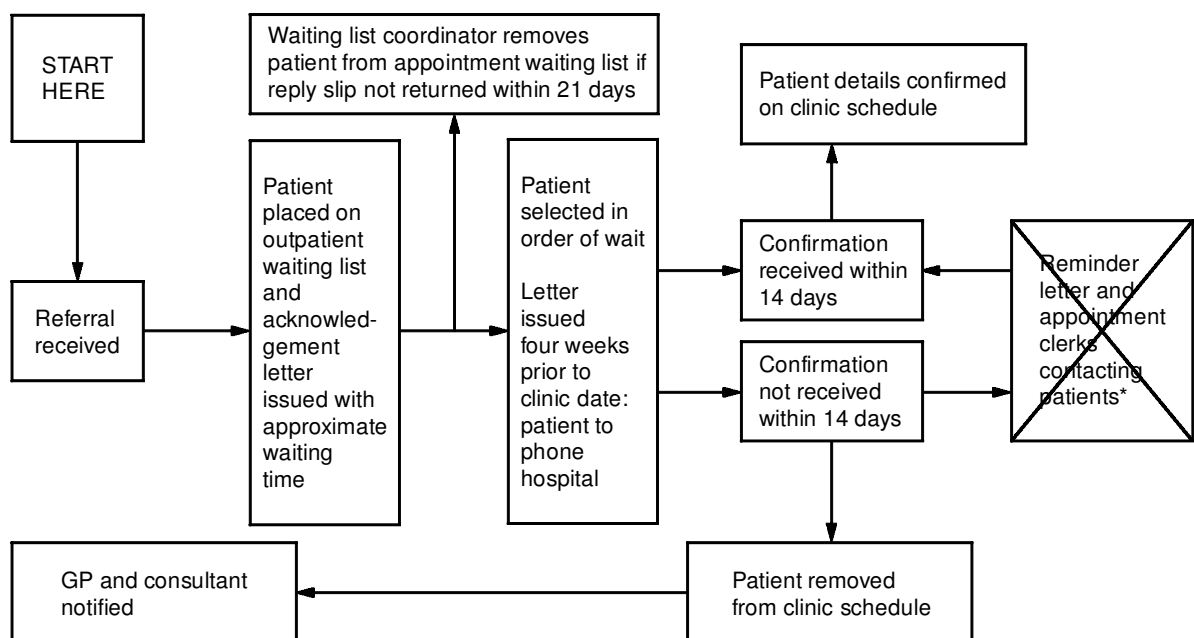 START
HERE
Waiting list coordinator removes
patient from appointment waiting list if
reply slip not returned within 21 days
Patient details confirmed
on clinic schedule
Referral
received
Patient
placed on
outpatient
waiting list
and
acknowled-
gement
letter
issued with
approximate
waiting
time
Patient
selected in
order of wait
Letter
issued
four weeks
prior to
clinic date:
patient to
phone
hospital
Confirmation
received within
14 days
Confirmation
not received
within 14 days
Reminder
letter and
appointment
clerks
contacting
patients*
GP and consultant
notified
Patient removed
from clinic schedule